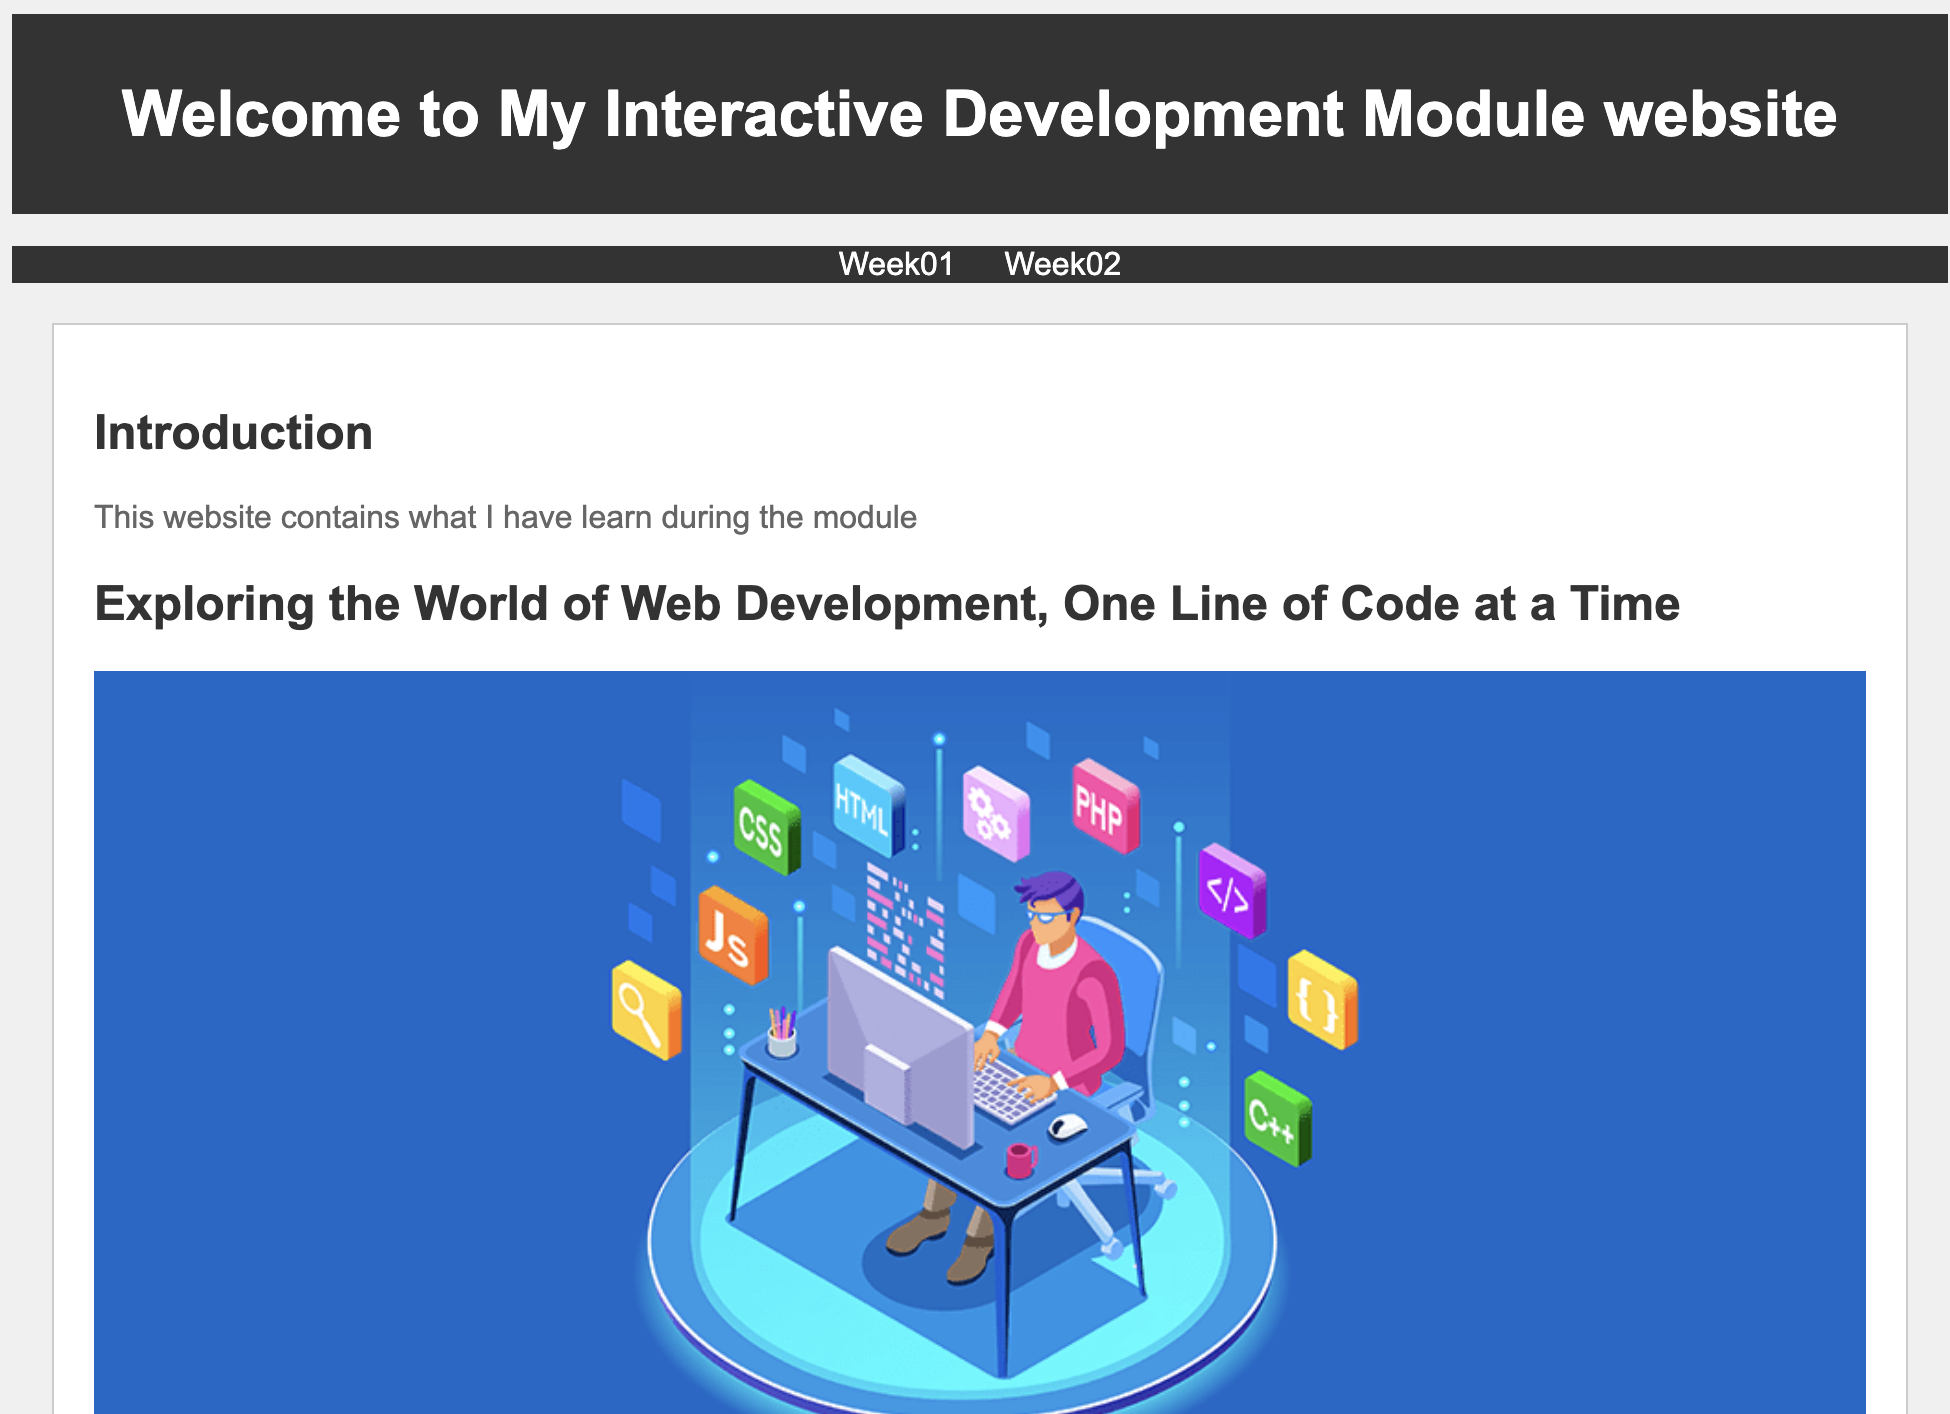 Welcome to My Interactive Development Module website
Week01 Week02
Introduction
This website contains what I have learn during the module
Exploring the World of Web Development, One Line of Code at a Time
HTML
PHP
CSS
</>
Js
{ }
C++